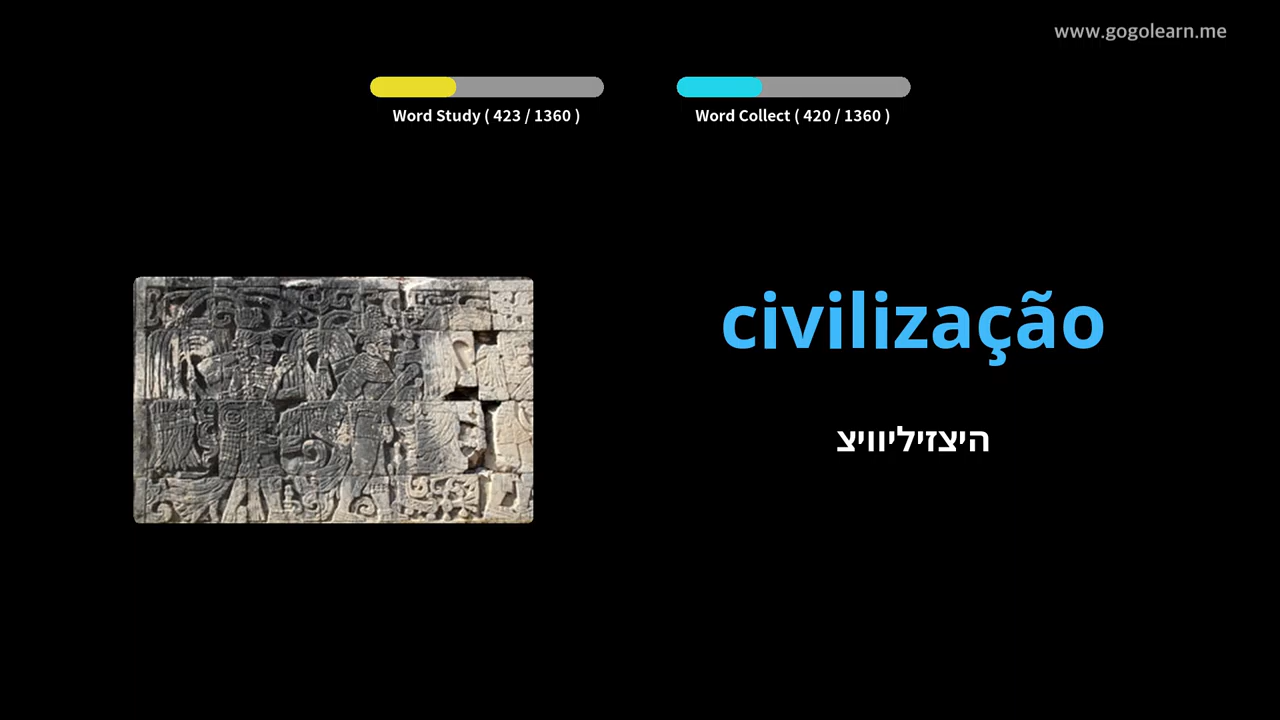 www.gogolearn.me
Word Study ( 423 / 1360 )
Word Collect ( 420 / 1360 )
civilização
היצזיליוויצ